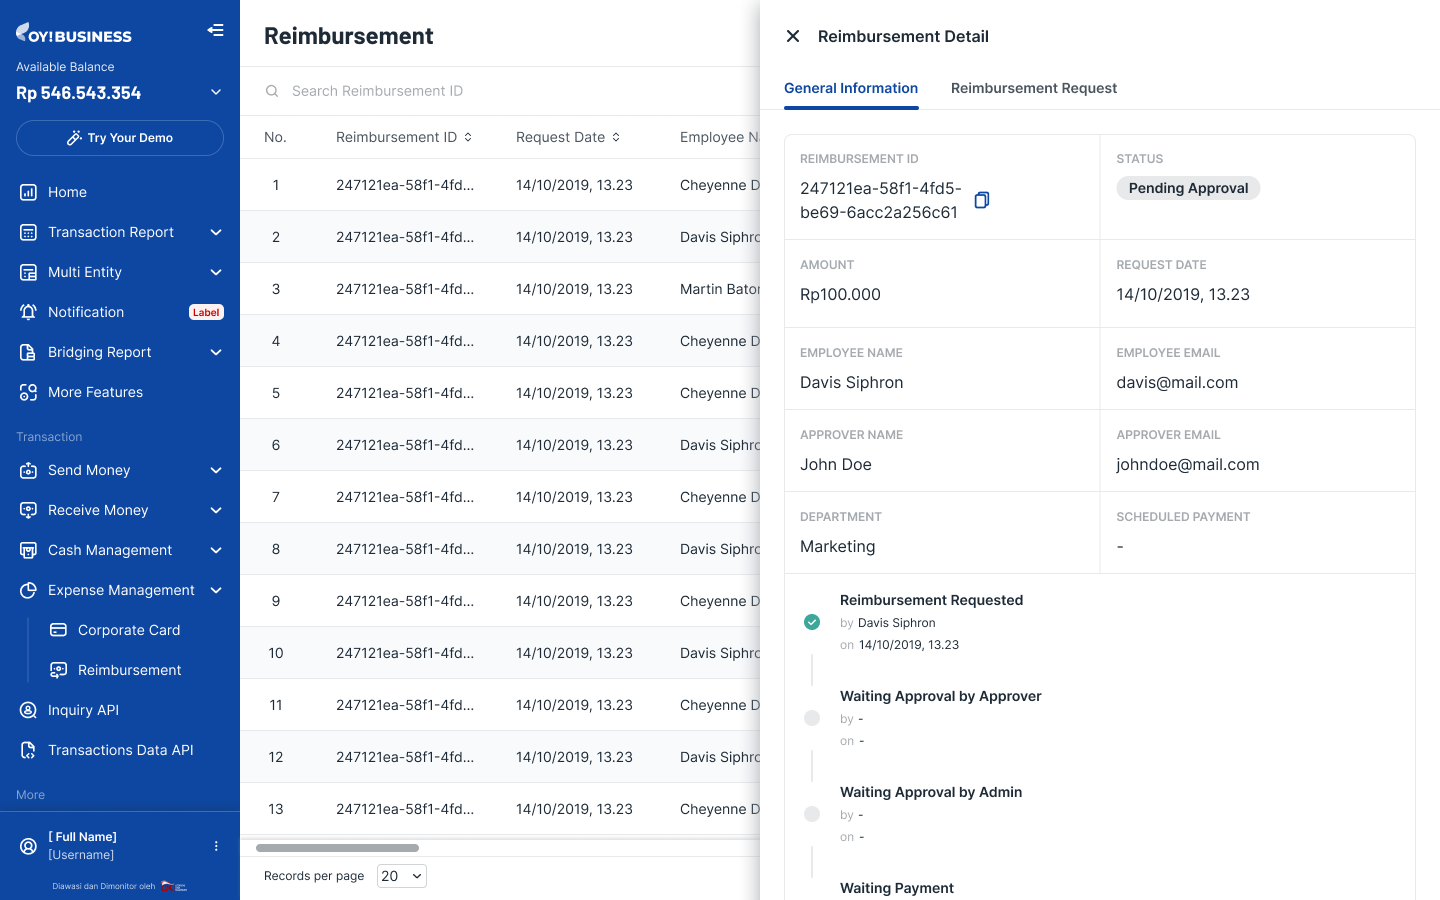 OY! BUSINESS
Available Balance
Rp 546.543.354
Try Your Demo
Home
Transaction Report
Multi Entity
Notification
Label
Bridging Report
More Features
Transaction
Send Money
Receive Money
Cash Management
Expense Management
Corporate Card
Reimbursement
Inquiry API
Transactions Data API
More
[ Full Name]
[Username]
Diawasi dan Dimonitor oleh
Reimbursement
Search Reimbursement ID
No. Reimbursement ID Request Date Employee N
1 247121ea-58f1-4fd... 14/10/2019, 13.23 Cheyenne D
2 247121ea-58f1-4fd... 14/10/2019, 13.23 Davis Siphro
3 247121ea-58f1-4fd... 14/10/2019, 13.23 Martin Bator
4 247121ea-58f1-4fd... 14/10/2019, 13.23 Cheyenne D
5 247121ea-58f1-4fd... 14/10/2019, 13.23 Cheyenne D
6 247121ea-58f1-4fd... 14/10/2019, 13.23 Davis Siphro
7 247121ea-58f1-4fd... 14/10/2019, 13.23 Cheyenne D
8 247121ea-58f1-4fd... 14/10/2019, 13.23 Davis Siphro
9 247121ea-58f1-4fd... 14/10/2019, 13.23 Cheyenne D
10 247121ea-58f1-4fd... 14/10/2019, 13.23 Davis Siphro
11 247121ea-58f1-4fd... 14/10/2019, 13.23 Cheyenne D
12 247121ea-58f1-4fd... 14/10/2019, 13.23 Davis Siphro
13 247121ea-58f1-4fd... 14/10/2019, 13.23 Cheyenne D
Records per page 20
Reimbursement Detail
General Information Reimbursement Request
REIMBURSEMENT ID
247121ea-58f1-4fd5-
be69-6acc2a256c61
STATUS
Pending Approval
AMOUNT
Rp100.000
REQUEST DATE
14/10/2019, 13.23
EMPLOYEE NAME
Davis Siphron
EMPLOYEE EMAIL
davis@mail.com
APPROVER NAME
John Doe
APPROVER EMAIL
johndoe@mail.com
DEPARTMENT
Marketing
SCHEDULED PAYMENT
-
Reimbursement Requested
by Davis Siphron
on 14/10/2019, 13.23
Waiting Approval by Approver
by -
on -
Waiting Approval by Admin
by -
on -
Waiting Payment